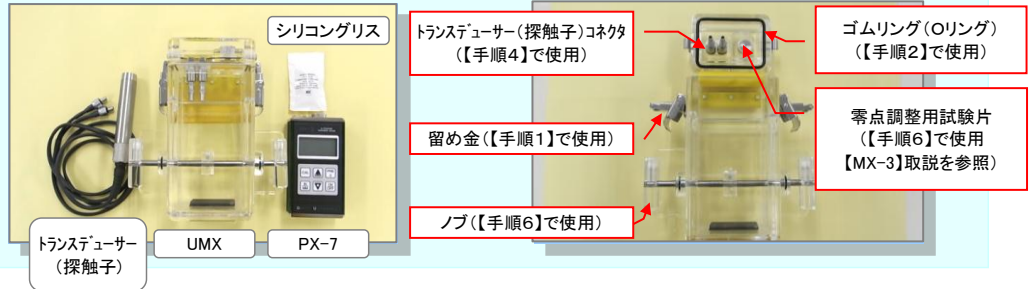 シリコングリス
トランスデューサー
(探触子)
UMX
PX-7
トランスデューサー(探触子)コネクタ
(【手順4】で使用)
留め金(【手順1】で使用)
ノブ(【手順6】で使用)
ゴムリング(Oリング)
(【手順2】で使用)
零点調整用試験片
(【手順6】で使用
【MX-3】取説を参照)